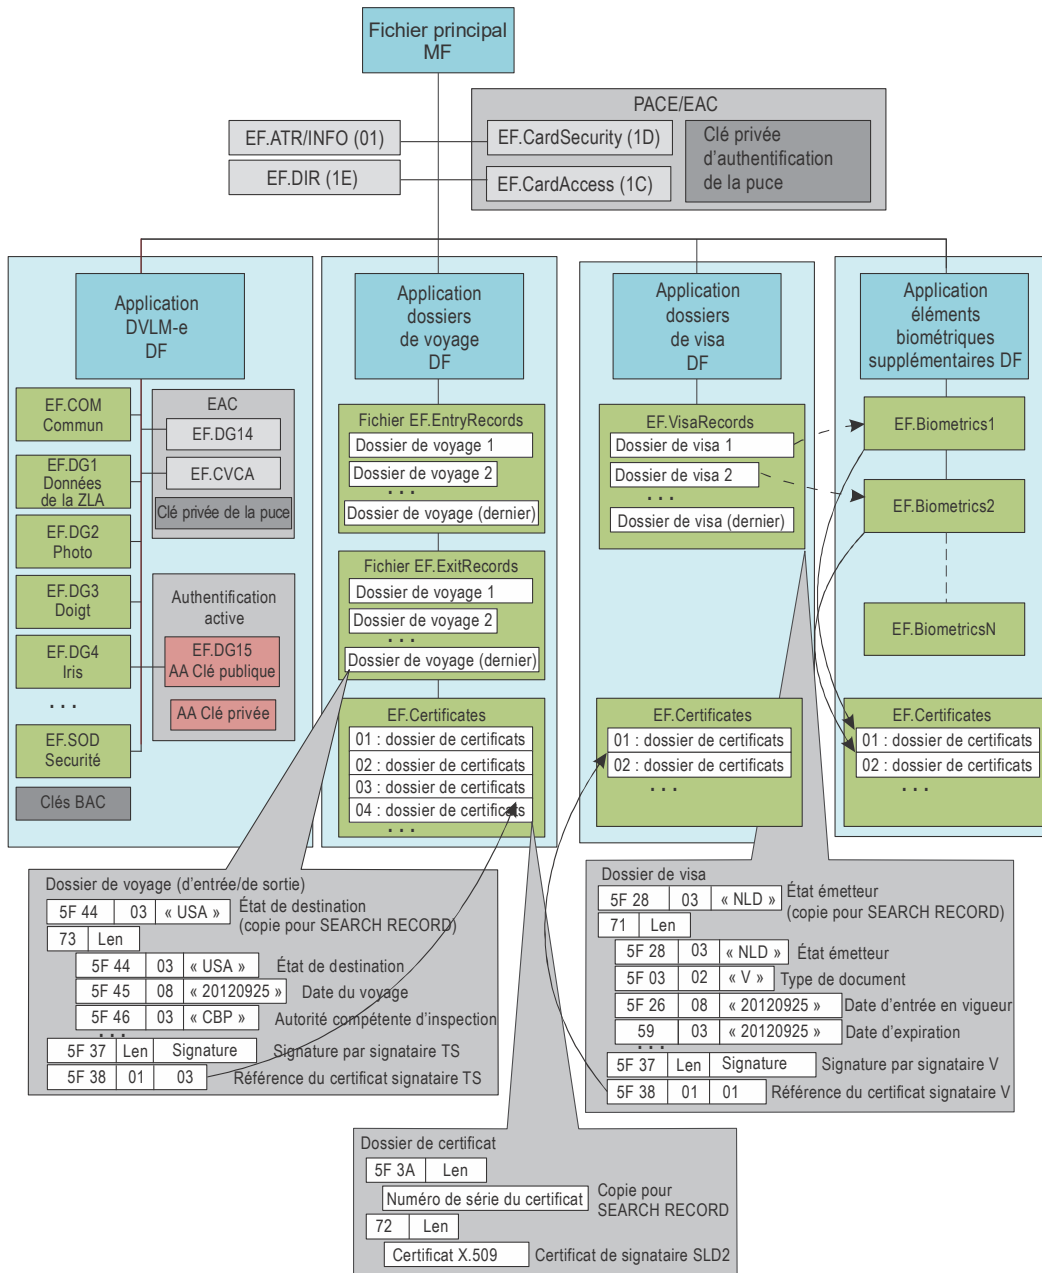 Fichier principal
MF
PACE/EAC
EF.ATR/INFO (01)
EF.CardSecurity (1D)
Clé privée
d'authentification
de la puce
EF.DIR (1E)
EF.CardAccess (1C)
Application
DVLM-e
DF
EF.COM
Commun
EF.DG1
Données
de la ZLA
EF.DG2
Photo
EF.DG3
Doigt
EF.DG4
Iris
. . .
EF.SOD
Securité
Clés BAC
EAC
EF.DG14
EF.CVCA
Clé privée de la puce
Authentification
active
EF.DG15
AA Clé publique
AA Clé privée
Application
dossiers
de voyage
DF
Fichier EF.EntryRecords
Dossier de voyage 1
Dossier de voyage 2
. . .
Dossier de voyage (dernier)
Fichier EF.ExitRecords
Dossier de voyage 1
Dossier de voyage 2
. . .
Dossier de voyage (dernier)
EF.Certificates
01 : dossier de certificats
02 : dossier de certificats
03 : dossier de certificats
04 : dossier de certificats
. . .
Application
dossiers
de visa
DF
EF.VisaRecords
Dossier de visa 1
Dossier de visa 2
. . .
Dossier de visa (dernier)
EF.Certificates
01 : dossier de certificats
02 : dossier de certificats
. . .
Application
éléments
biométriques
supplémentaires DF
EF.Biometrics1
EF.Biometrics2
EF.BiometricsN
EF.Certificates
01 : dossier de certificats
02 : dossier de certificats
. . .
Dossier de voyage (d'entrée/de sortie)
5F 44 03 « USA » État de destination
(copie pour SEARCH RECORD)
73 Len
5F 44 03 « USA » État de destination
5F 45 08 « 20120925 » Date du voyage
5F 46 03 « CBP » Autorité compétente d'inspection
. . .
5F 37 Len Signature Signature par signataire TS
5F 38 01 03 Référence du certificat signataire TS
Dossier de visa
5F 28 03 « NLD » État émetteur
(copie pour SEARCH RECORD)
71 Len
5F 28 03 « NLD » État émetteur
5F 03 02 « V » Type de document
5F 26 08 « 20120925 » Date d'entrée en vigueur
59 03 « 20120925 » Date d'expiration
. . .
5F 37 Len Signature Signature par signataire V
5F 38 01 01 Référence du certificat signataire V
Dossier de certificat
5F 3A Len
Numéro de série du certificat Copie pour
SEARCH RECORD
72 Len
Certificat X.509 Certificat de signataire SLD2